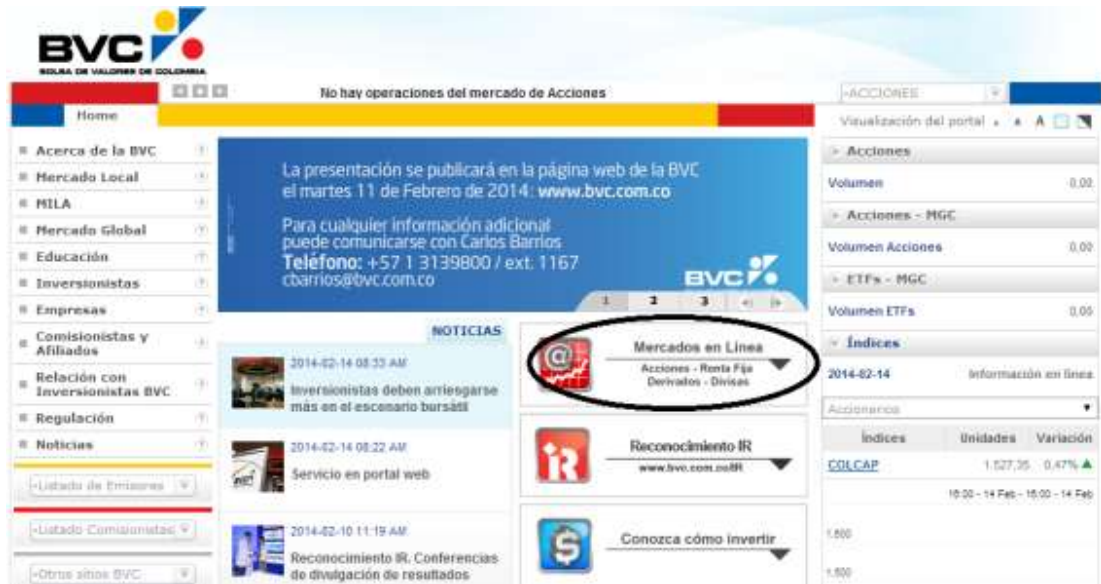 BVC
BOLSA DE VALORES DE COLOMBIA
No hay operaciones del mercado de Acciones
-ACCIONES
Home
Visualización del portal
A
Acerca de la BVC
Mercado Local
MILA
Mercado Global
Educación
Inversionistas
Empresas
Comisionistas y
Afiliados
Relación con
Inversionistas BVC
Regulación
Noticias
-Listado de Emisores
-Listado Comisionistas
-Otros sitios BVC
La presentación se publicará en la página web de la BVC
el martes 11 de Febrero de 2014: www.bvc.com.co
Para cualquier información adicional
puede comunicarse con Carlos Barrios
Teléfono: +57 1 3139800 / ext. 1167
cbarrios@bvc.com.co
BVC
1 2 3
NOTICIAS
2014-02-14 08:33 AM
Inversionistas deben arriesgarse
más en el escenario bursátil
2014-02-14 08:22 AM
Servicio en portal web
2014-02-10 11:19 AM
Reconocimiento IR. Conferencias
de divulgación de resultados
Mercados en Línea
Acciones - Renta Fija
Derivados - Divisas
Reconocimiento IR
www.bvc.com.co/IR
Conozca cómo invertir
Acciones
Volumen 0,00
Acciones - MGC
Volumen Acciones 0,00
ETFs - MGC
Volumen ETFs 0,00
Índices
2014-02-14 Información en línea
Accionarios
Índices Unidades Variación
COLCAP 1.527,35 0,47%
16:00 - 14 Feb - 16:00 - 14 Feb
1.600
1.500